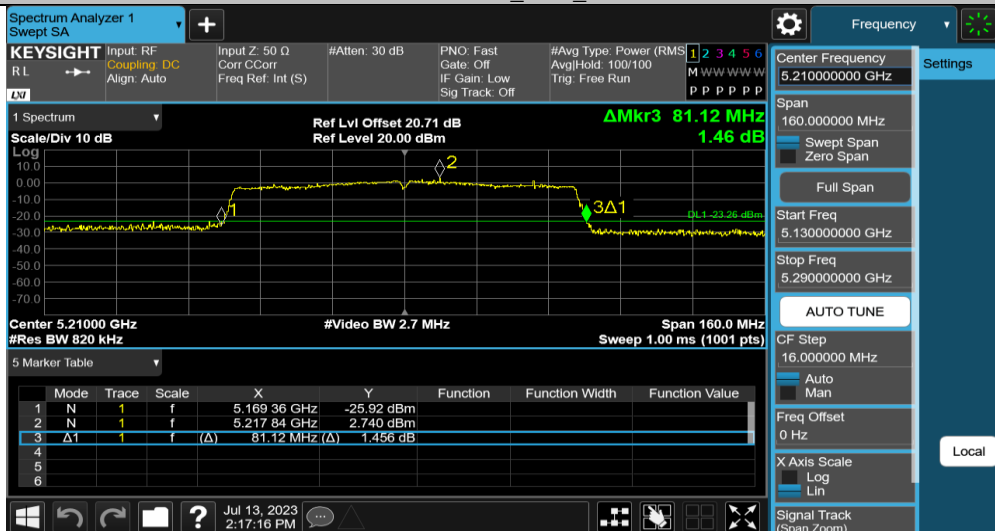 Spectrum Analyzer 1
Swept SA
+
Frequency
KEYSIGHT
RL
LXI
Input: RF
Coupling: DC
Align: Auto
Input Z: 50 Ω
Corr CCorr
Freq Ref: Int (S)
#Atten: 30 dB
PNO: Fast
Gate: Off
IF Gain: Low
Sig Track: Off
#Avg Type: Power (RMS
Avg|Hold: 100/100
Trig: Free Run
1 2 3 4 5 6
M W W W W W
P P P P P P
Center Frequency
5.210000000 GHz
Settings
Span
160.000000 MHz
Swept Span
Zero Span
Full Span
Start Freq
5.130000000 GHz
Stop Freq
5.290000000 GHz
AUTO TUNE
CF Step
16.000000 MHz
Auto
Man
Freq Offset
0 Hz
X Axis Scale
Log
Lin
Signal Track
(Span Zoom)
Local
1 Spectrum
Scale/Div 10 dB
Ref Lvl Offset 20.71 dB
Ref Level 20.00 dBm
ΔMkr3 81.12 MHz
1.46 dB
Log
10.0
0.00
-10.0
-20.0
-30.0
-40.0
-50.0
-60.0
-70.0
1
2
3Δ1
DL1 -23.26 dBm
Center 5.21000 GHz
#Video BW 2.7 MHz
Span 160.0 MHz
#Res BW 820 kHz
Sweep 1.00 ms (1001 pts)
5 Marker Table
Mode Trace Scale X Y Function Function Width Function Value
1 N 1 f 5.169 36 GHz -25.92 dBm
2 N 1 f 5.217 84 GHz 2.740 dBm
3 Δ1 1 f (Δ) 81.12 MHz (Δ) 1.456 dB
4
5
6
?
Jul 13, 2023
2:17:16 PM